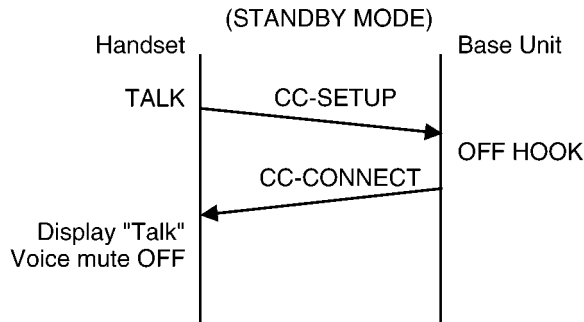 (STANDBY MODE)
Handset
Base Unit
TALK
CC-SETUP
OFF HOOK
CC-CONNECT
Display "Talk"
Voice mute OFF